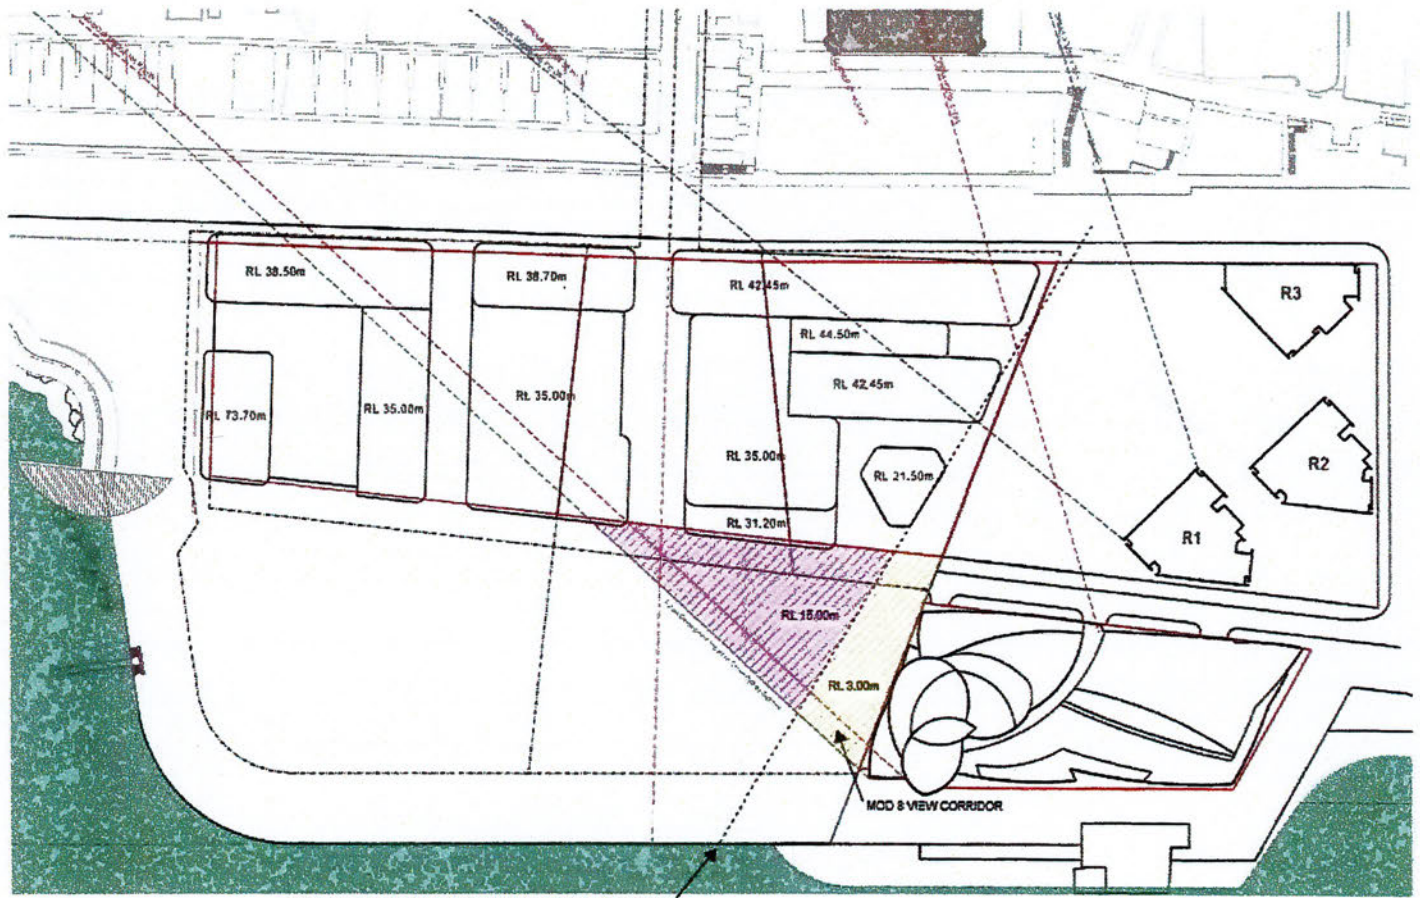 RL 38.50m
RL 38.70m
RL 42.45m
R3
RL 44.50m
RL 42.45m
RL 73.70m
RL 35.00m
RL 35.00m
RL 35.00m
RL 21.50m
R2
RL 31.20m
R1
RL 15.00m
RL 3.00m
MOD 8 VIEW CORRIDOR